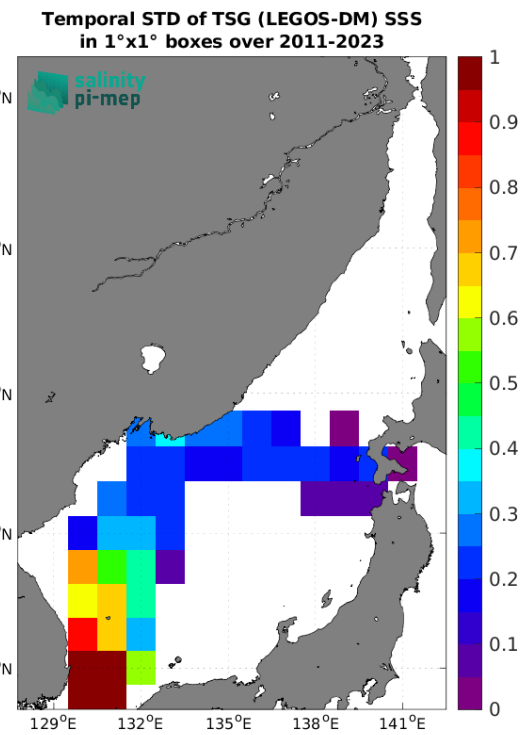 Temporal STD of TSG (LEGOS-DM) SSS
in 1°x1° boxes over 2011-2023
salinity
pi-mep
°N
°N
°N
°N
°N
129°E 132°E 135°E 138°E 141°E
1
0.9
0.8
0.7
0.6
0.5
0.4
0.3
0.2
0.1
0